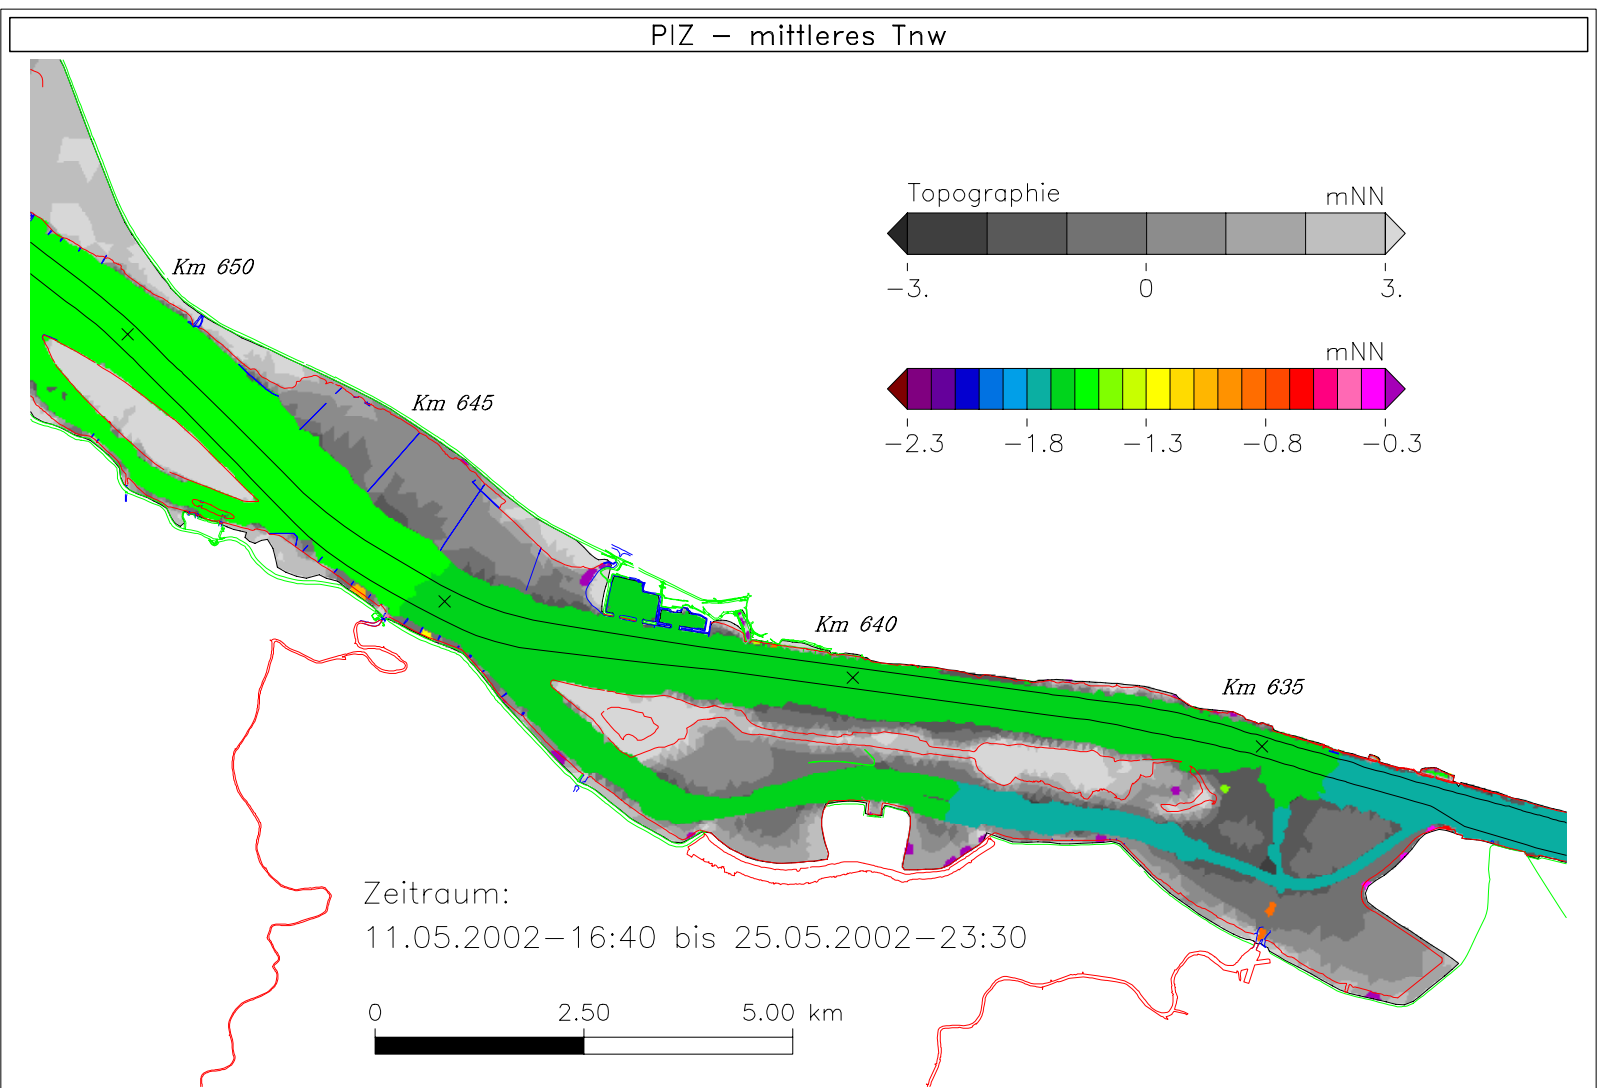 PIZ – mittleres Tnw
Topographie mNN
–3. 0 3.
Km 650
mNN
Km 645
–2.3 –1.8 –1.3 –0.8 –0.3
Km 640
Km 635
Zeitraum:
11.05.2002–16:40 bis 25.05.2002–23:30
0 2.50 5.00 km